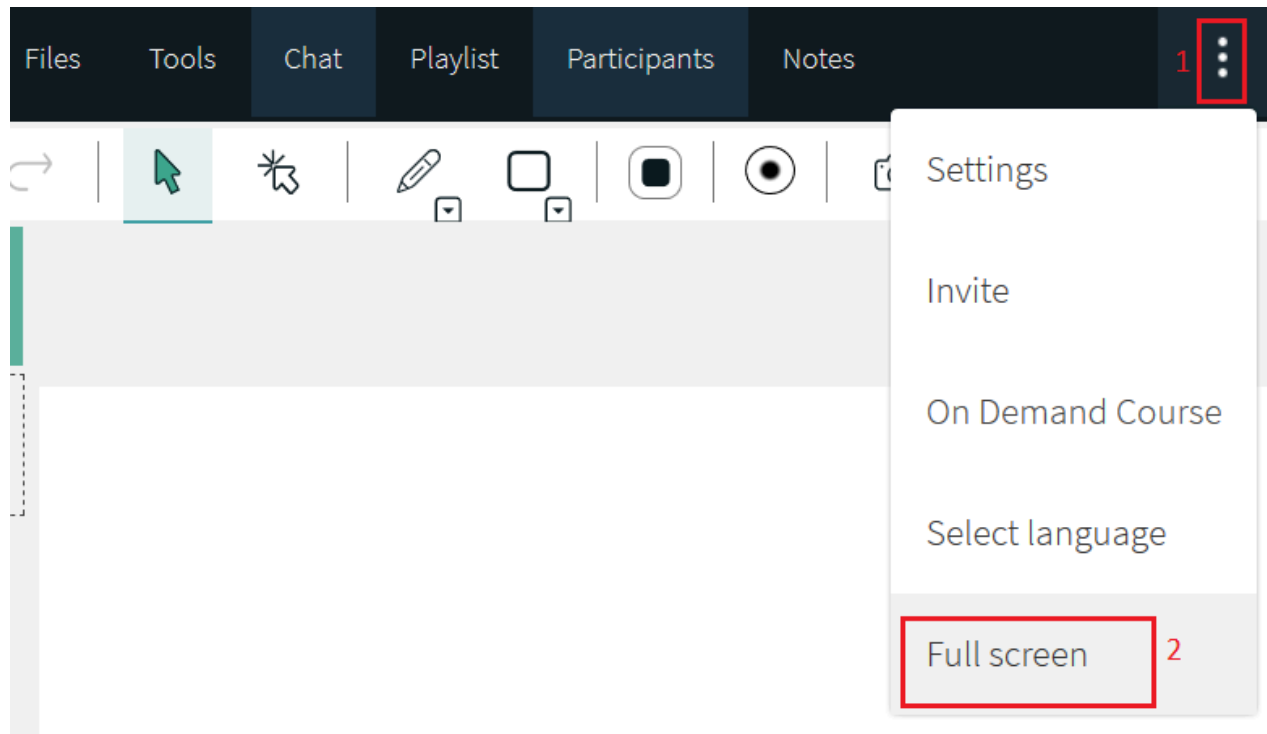 Files Tools Chat Playlist Participants Notes 1
Settings
Invite
On Demand Course
Select language
Full screen 2